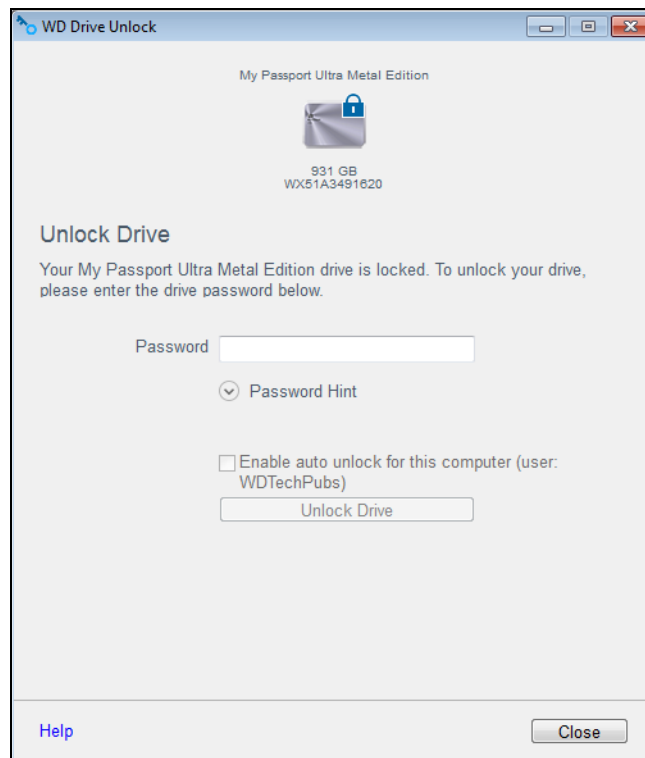 WD Drive Unlock
My Passport Ultra Metal Edition
931 GB
WX51A3491620
Unlock Drive
Your My Passport Ultra Metal Edition drive is locked. To unlock your drive,
please enter the drive password below.
Password
Password Hint
Enable auto unlock for this computer (user:
WDTechPubs)
Unlock Drive
Help
Close